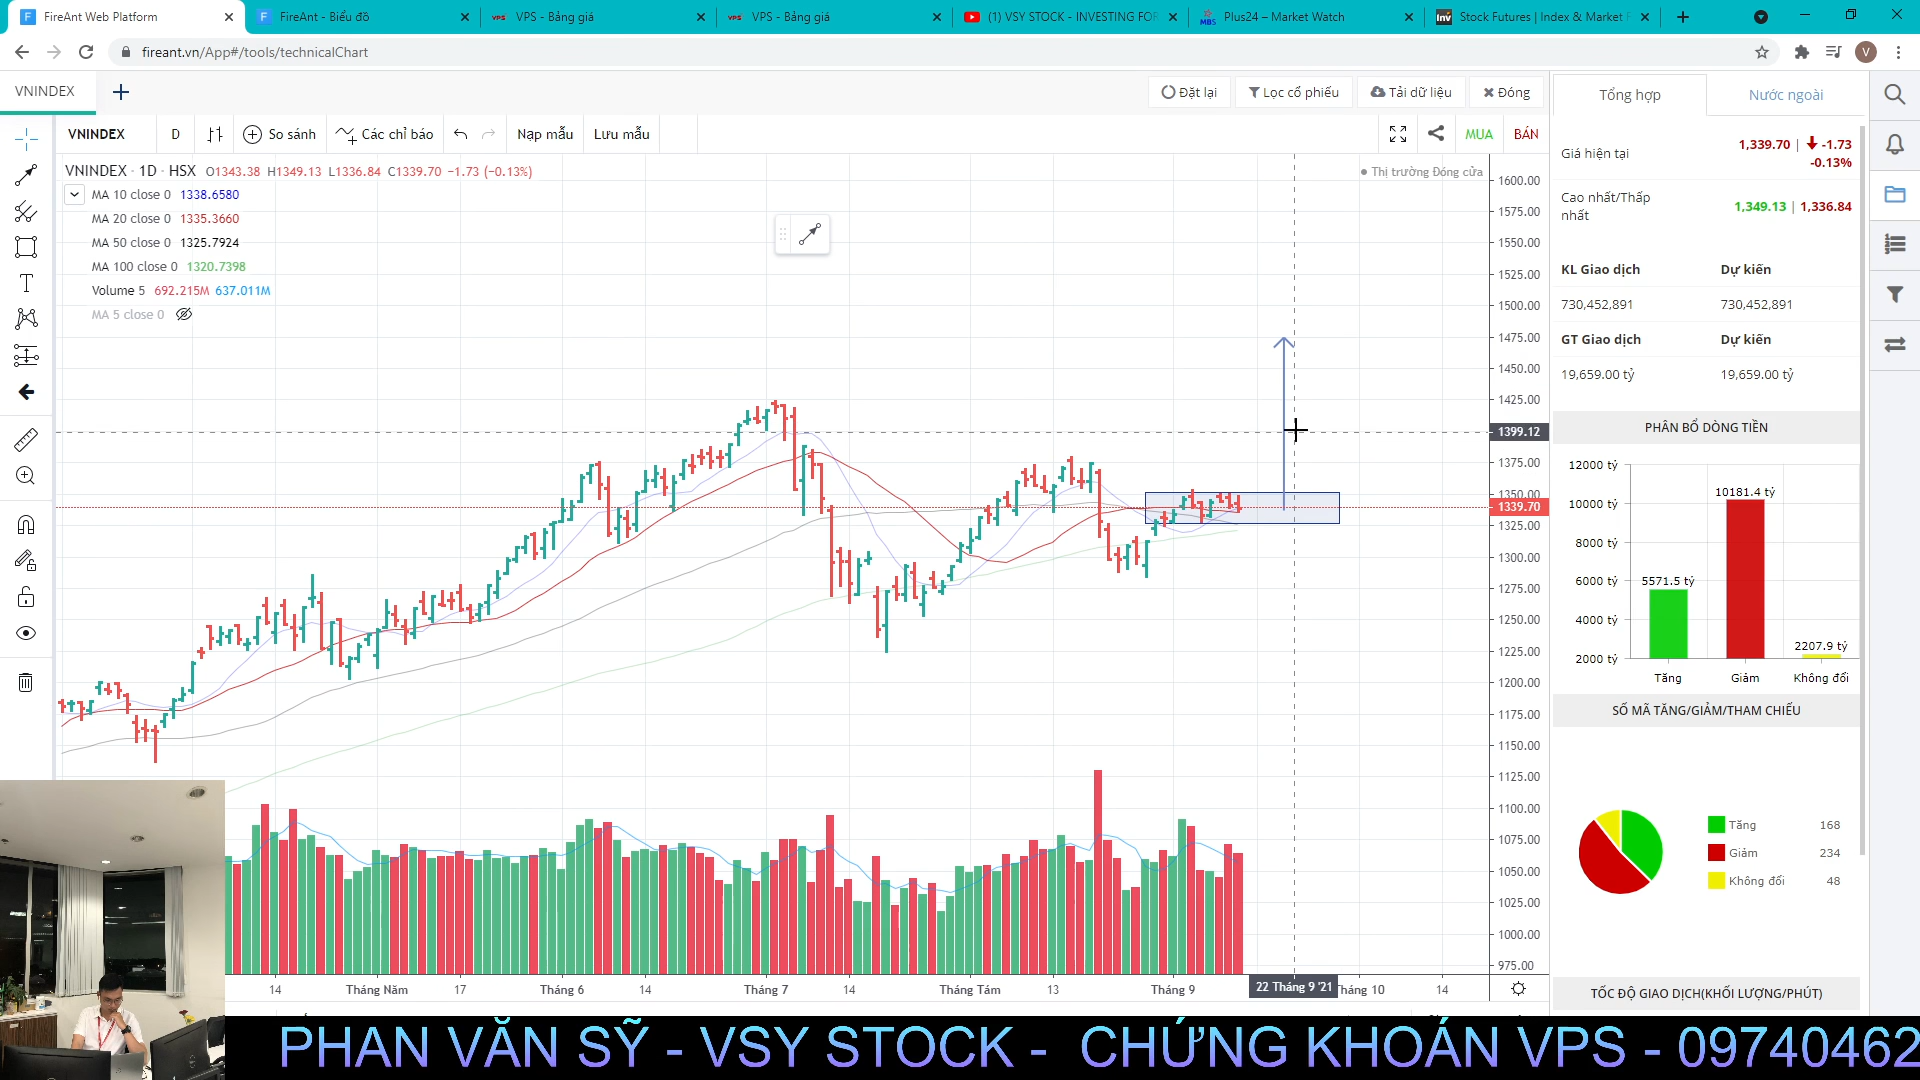 FireAnt Web Platform
FireAnt - Biểu đồ
VPS - Bảng giá
VPS - Bảng giá
(1) VSY STOCK - INVESTING FOR
Plus24 – Market Watch
Stock Futures | Index & Market F
fireant.vn/App#/tools/technicalChart
V
VNINDEX
Đặt lại
Lọc cổ phiếu
Tải dữ liệu
Đóng
Tổng hợp
Nước ngoài
VNINDEX
D
So sánh
Các chỉ báo
Nạp mẫu
Lưu mẫu
MUA
BÁN
VNINDEX · 1D · HSX O1343.38 H1349.13 L1336.84 C1339.70 −1.73 (−0.13%)
Thị trường Đóng cửa
MA 10 close 0 1338.6580
MA 20 close 0 1335.3660
MA 50 close 0 1325.7924
MA 100 close 0 1320.7398
Volume 5 692.215M 637.011M
MA 5 close 0
1600.00
1575.00
1550.00
1525.00
1500.00
1475.00
1450.00
1425.00
1399.12
1375.00
1350.00
1339.70
1325.00
1300.00
1275.00
1250.00
1225.00
1200.00
1175.00
1150.00
1125.00
1100.00
1075.00
1050.00
1025.00
1000.00
975.00
14
Tháng Năm
17
Tháng 6
14
Tháng 7
14
Tháng Tám
13
Tháng 9
22 Tháng 9 '21
Tháng 10
14
Giá hiện tại
1,339.70 | -1.73
-0.13%
Cao nhất/Thấp nhất
1,349.13 | 1,336.84
KL Giao dịch
Dự kiến
730,452,891
730,452,891
GT Giao dịch
Dự kiến
19,659.00 tỷ
19,659.00 tỷ
PHÂN BỔ DÒNG TIỀN
12000 tỷ
10000 tỷ
8000 tỷ
6000 tỷ
4000 tỷ
2000 tỷ
5571.5 tỷ
10181.4 tỷ
2207.9 tỷ
Tăng
Giảm
Không đổi
SỐ MÃ TĂNG/GIẢM/THAM CHIẾU
Tăng 168
Giảm 234
Không đổi 48
TỐC ĐỘ GIAO DỊCH(KHỐI LƯỢNG/PHÚT)
PHAN VĂN SỸ - VSY STOCK - CHỨNG KHOÁN VPS - 09740462